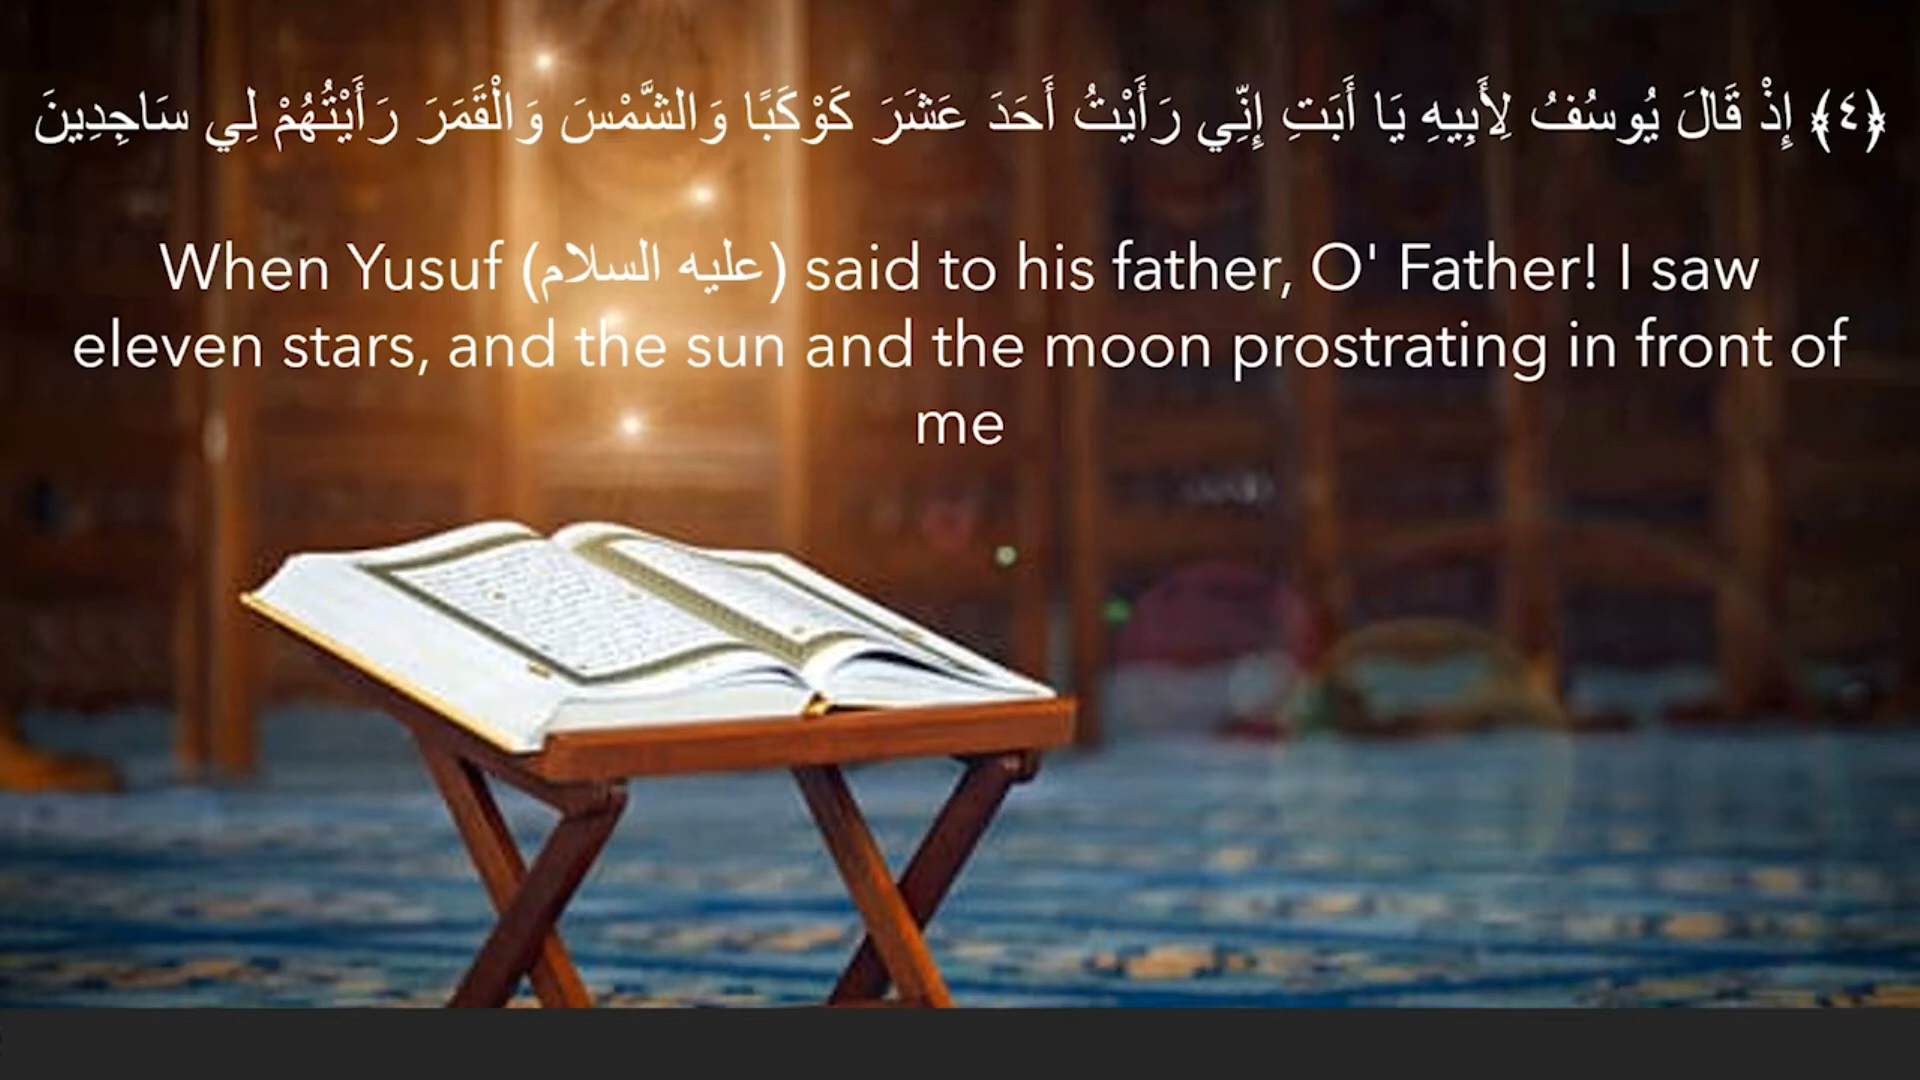 ﴿٤﴾ إِذْ قَالَ يُوسُفُ لِأَبِيهِ يَا أَبَتِ إِنِّي رَأَيْتُ أَحَدَ عَشَرَ كَوْكَبًا وَالشَّمْسَ وَالْقَمَرَ رَأَيْتُهُمْ لِي سَاجِدِينَ
When Yusuf (عليه السلام) said to his father, O' Father! I saw
eleven stars, and the sun and the moon prostrating in front of
me